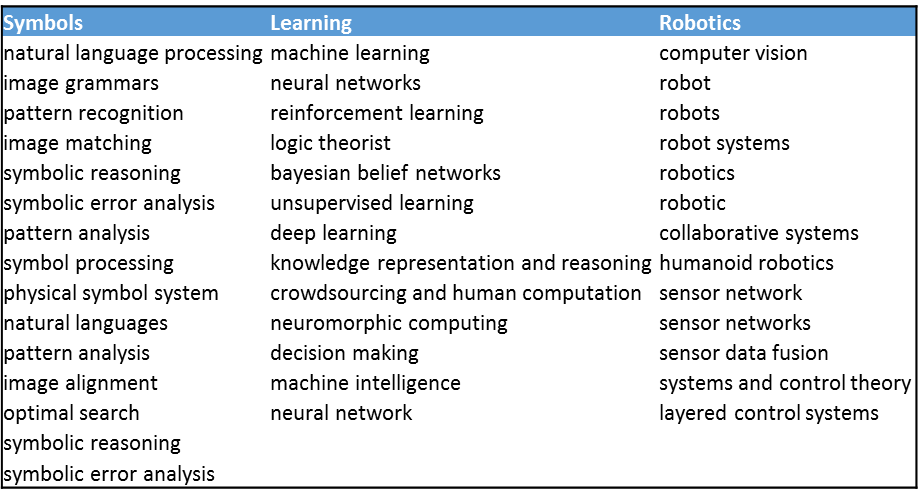 Symbols Learning Robotics
natural language processing machine learning computer vision
image grammars neural networks robot
pattern recognition reinforcement learning robots
image matching logic theorist robot systems
symbolic reasoning bayesian belief networks robotics
symbolic error analysis unsupervised learning robotic
pattern analysis deep learning collaborative systems
symbol processing knowledge representation and reasoning humanoid robotics
physical symbol system crowdsourcing and human computation sensor network
natural languages neuromorphic computing sensor networks
pattern analysis decision making sensor data fusion
image alignment machine intelligence systems and control theory
optimal search neural network layered control systems
symbolic reasoning
symbolic error analysis